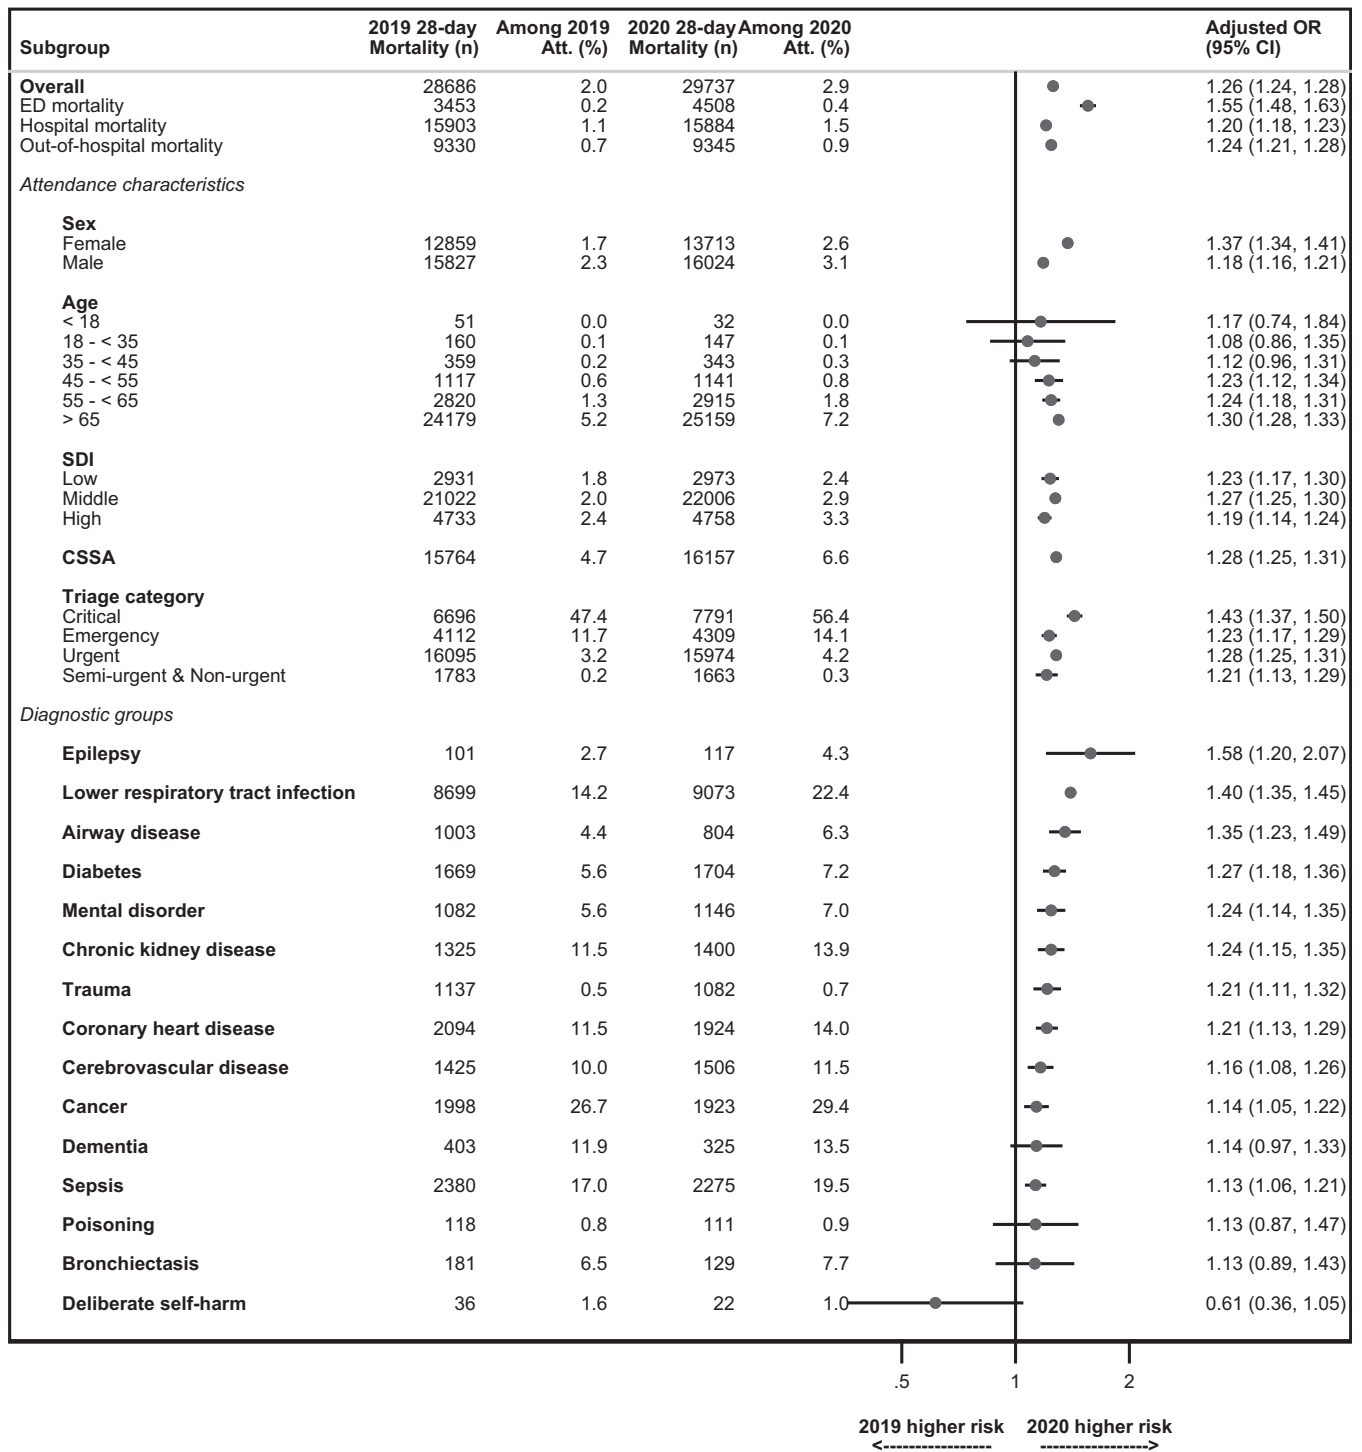 Subgroup 2019 28-day Mortality (n) Among 2019 Att. (%) 2020 28-day Mortality (n) Among 2020 Att. (%) Adjusted OR (95% CI)
Overall 28686 2.0 29737 2.9 1.26 (1.24, 1.28)
ED mortality 3453 0.2 4508 0.4 1.55 (1.48, 1.63)
Hospital mortality 15903 1.1 15884 1.5 1.20 (1.18, 1.23)
Out-of-hospital mortality 9330 0.7 9345 0.9 1.24 (1.21, 1.28)
Attendance characteristics
Sex
Female 12859 1.7 13713 2.6 1.37 (1.34, 1.41)
Male 15827 2.3 16024 3.1 1.18 (1.16, 1.21)
Age
< 18 51 0.0 32 0.0 1.17 (0.74, 1.84)
18 - < 35 160 0.1 147 0.1 1.08 (0.86, 1.35)
35 - < 45 359 0.2 343 0.3 1.12 (0.96, 1.31)
45 - < 55 1117 0.6 1141 0.8 1.23 (1.12, 1.34)
55 - < 65 2820 1.3 2915 1.8 1.24 (1.18, 1.31)
> 65 24179 5.2 25159 7.2 1.30 (1.28, 1.33)
SDI
Low 2931 1.8 2973 2.4 1.23 (1.17, 1.30)
Middle 21022 2.0 22006 2.9 1.27 (1.25, 1.30)
High 4733 2.4 4758 3.3 1.19 (1.14, 1.24)
CSSA 15764 4.7 16157 6.6 1.28 (1.25, 1.31)
Triage category
Critical 6696 47.4 7791 56.4 1.43 (1.37, 1.50)
Emergency 4112 11.7 4309 14.1 1.23 (1.17, 1.29)
Urgent 16095 3.2 15974 4.2 1.28 (1.25, 1.31)
Semi-urgent & Non-urgent 1783 0.2 1663 0.3 1.21 (1.13, 1.29)
Diagnostic groups
Epilepsy 101 2.7 117 4.3 1.58 (1.20, 2.07)
Lower respiratory tract infection 8699 14.2 9073 22.4 1.40 (1.35, 1.45)
Airway disease 1003 4.4 804 6.3 1.35 (1.23, 1.49)
Diabetes 1669 5.6 1704 7.2 1.27 (1.18, 1.36)
Mental disorder 1082 5.6 1146 7.0 1.24 (1.14, 1.35)
Chronic kidney disease 1325 11.5 1400 13.9 1.24 (1.15, 1.35)
Trauma 1137 0.5 1082 0.7 1.21 (1.11, 1.32)
Coronary heart disease 2094 11.5 1924 14.0 1.21 (1.13, 1.29)
Cerebrovascular disease 1425 10.0 1506 11.5 1.16 (1.08, 1.26)
Cancer 1998 26.7 1923 29.4 1.14 (1.05, 1.22)
Dementia 403 11.9 325 13.5 1.14 (0.97, 1.33)
Sepsis 2380 17.0 2275 19.5 1.13 (1.06, 1.21)
Poisoning 118 0.8 111 0.9 1.13 (0.87, 1.47)
Bronchiectasis 181 6.5 129 7.7 1.13 (0.89, 1.43)
Deliberate self-harm 36 1.6 22 1.0 0.61 (0.36, 1.05)
.5 1 2
2019 higher risk 2020 higher risk
<----------------- ----------------->